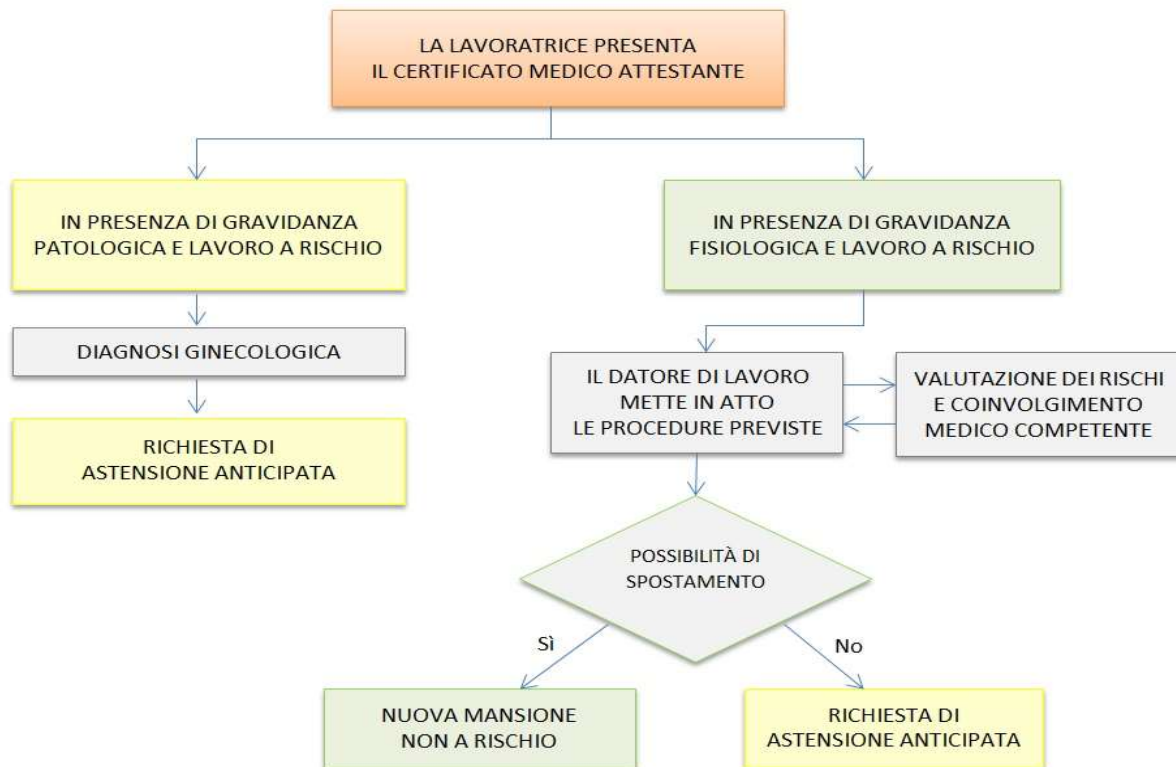 LA LAVORATRICE PRESENTA
IL CERTIFICATO MEDICO ATTESTANTE
IN PRESENZA DI GRAVIDANZA
PATOLOGICA E LAVORO A RISCHIO
IN PRESENZA DI GRAVIDANZA
FISIOLOGICA E LAVORO A RISCHIO
DIAGNOSI GINECOLOGICA
IL DATORE DI LAVORO
METTE IN ATTO
LE PROCEDURE PREVISTE
VALUTAZIONE DEI RISCHI
E COINVOLGIMENTO
MEDICO COMPETENTE
RICHIESTA DI
ASTENSIONE ANTICIPATA
POSSIBILITÀ DI
SPOSTAMENTO
Sì
No
NUOVA MANSIONE
NON A RISCHIO
RICHIESTA DI
ASTENSIONE ANTICIPATA